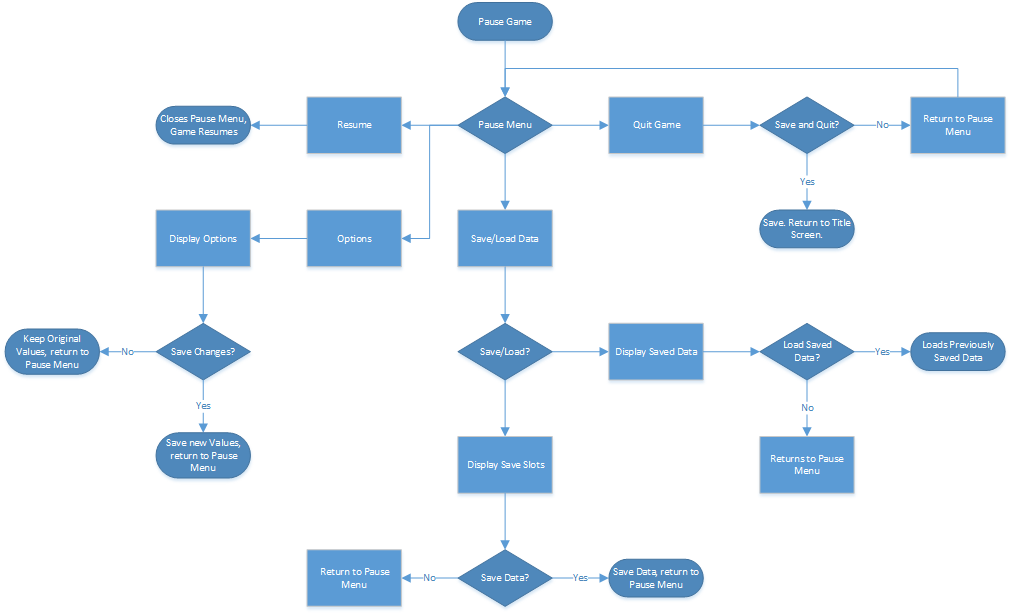 Pause Game
Closes Pause Menu,
Game Resumes
Resume
Pause Menu
Quit Game
Save and Quit?
No
Return to Pause
Menu
Yes
Save. Return to Title
Screen.
Display Options
Options
Save/Load Data
Keep Original
Values, return to
Pause Menu
No
Save Changes?
Save/Load?
Display Saved Data
Load Saved
Data?
Yes
Loads Previously
Saved Data
Yes
No
Save new Values,
return to Pause
Menu
Display Save Slots
Returns to Pause
Menu
Return to Pause
Menu
No
Save Data?
Yes
Save Data, return to
Pause Menu